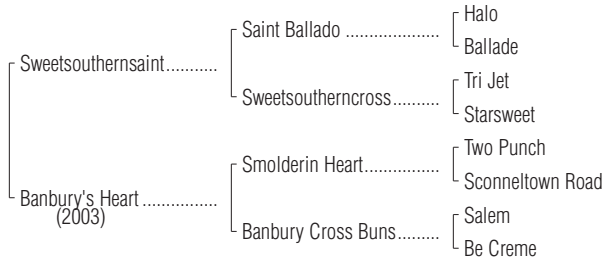 Halo
Saint Ballado ...................
Ballade
Sweetsouthernsaint..........
Tri Jet
Sweetsoutherncross..........
Starsweet
Two Punch
Smolderin Heart................
Sconneltown Road
Banbury's Heart ...............
(2003)
Salem
Banbury Cross Buns.........
Be Creme